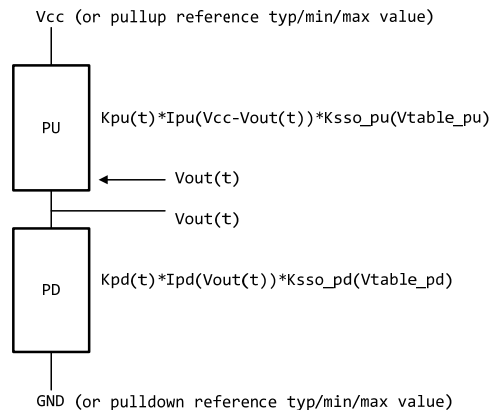 Vcc (or pullup reference typ/min/max value)
PU
Kpu(t)*Ipu(Vcc-Vout(t))*Ksso_pu(Vtable_pu)
Vout(t)
Vout(t)
PD
Kpd(t)*Ipd(Vout(t))*Ksso_pd(Vtable_pd)
GND (or pulldown reference typ/min/max value)